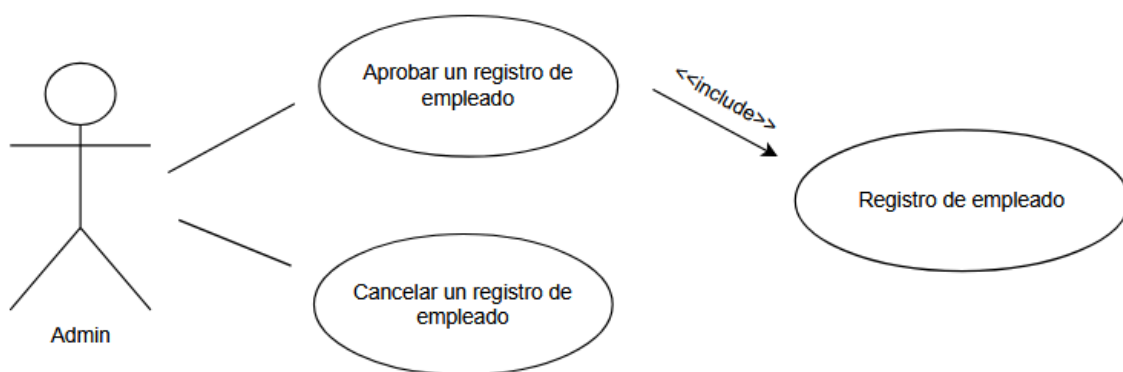 Aprobar un registro de
empleado
<<include>>
Registro de empleado
Cancelar un registro de
empleado
Admin